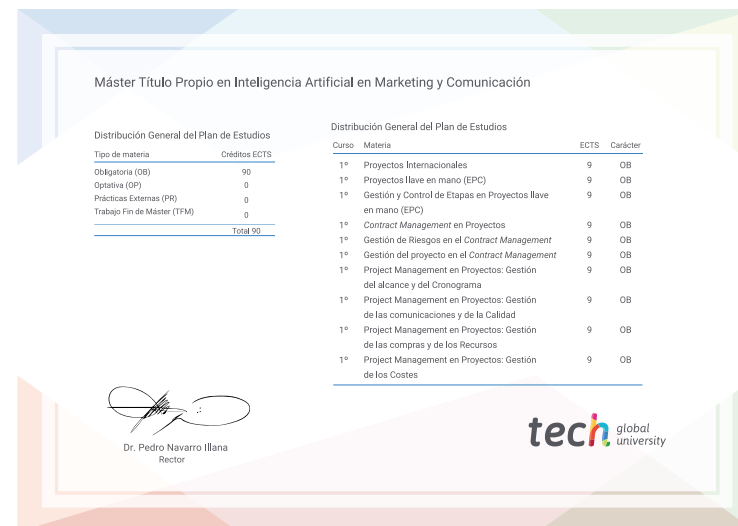 Máster Título Propio en Inteligencia Artificial en Marketing y Comunicación
Distribución General del Plan de Estudios
Tipo de materia Créditos ECTS
Obligatoria (OB) 90
Optativa (OP) 0
Prácticas Externas (PR) 0
Trabajo Fin de Máster (TFM) 0
Total 90
Distribución General del Plan de Estudios
Curso Materia ECTS Carácter
1º Proyectos Internacionales 9 OB
1º Proyectos llave en mano (EPC) 9 OB
1º Gestión y Control de Etapas en Proyectos llave 9 OB
en mano (EPC)
1º Contract Management en Proyectos 9 OB
1º Gestión de Riesgos en el Contract Management 9 OB
1º Gestión del proyecto en el Contract Management 9 OB
1º Project Management en Proyectos: Gestión 9 OB
del alcance y del Cronograma
1º Project Management en Proyectos: Gestión 9 OB
de las comunicaciones y de la Calidad
1º Project Management en Proyectos: Gestión 9 OB
de las compras y de los Recursos
1º Project Management en Proyectos: Gestión 9 OB
de los Costes
Dr. Pedro Navarro Illana
Rector
tech global
university